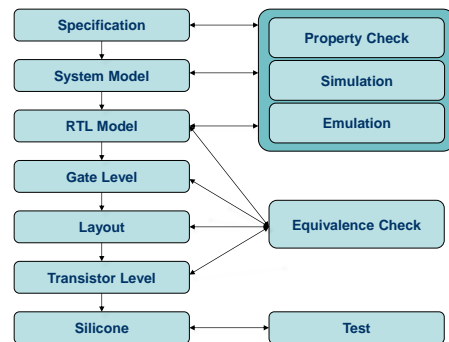 Specification
Property Check
System Model
Simulation
RTL Model
Emulation
Gate Level
Layout
Equivalence Check
Transistor Level
Silicone
Test